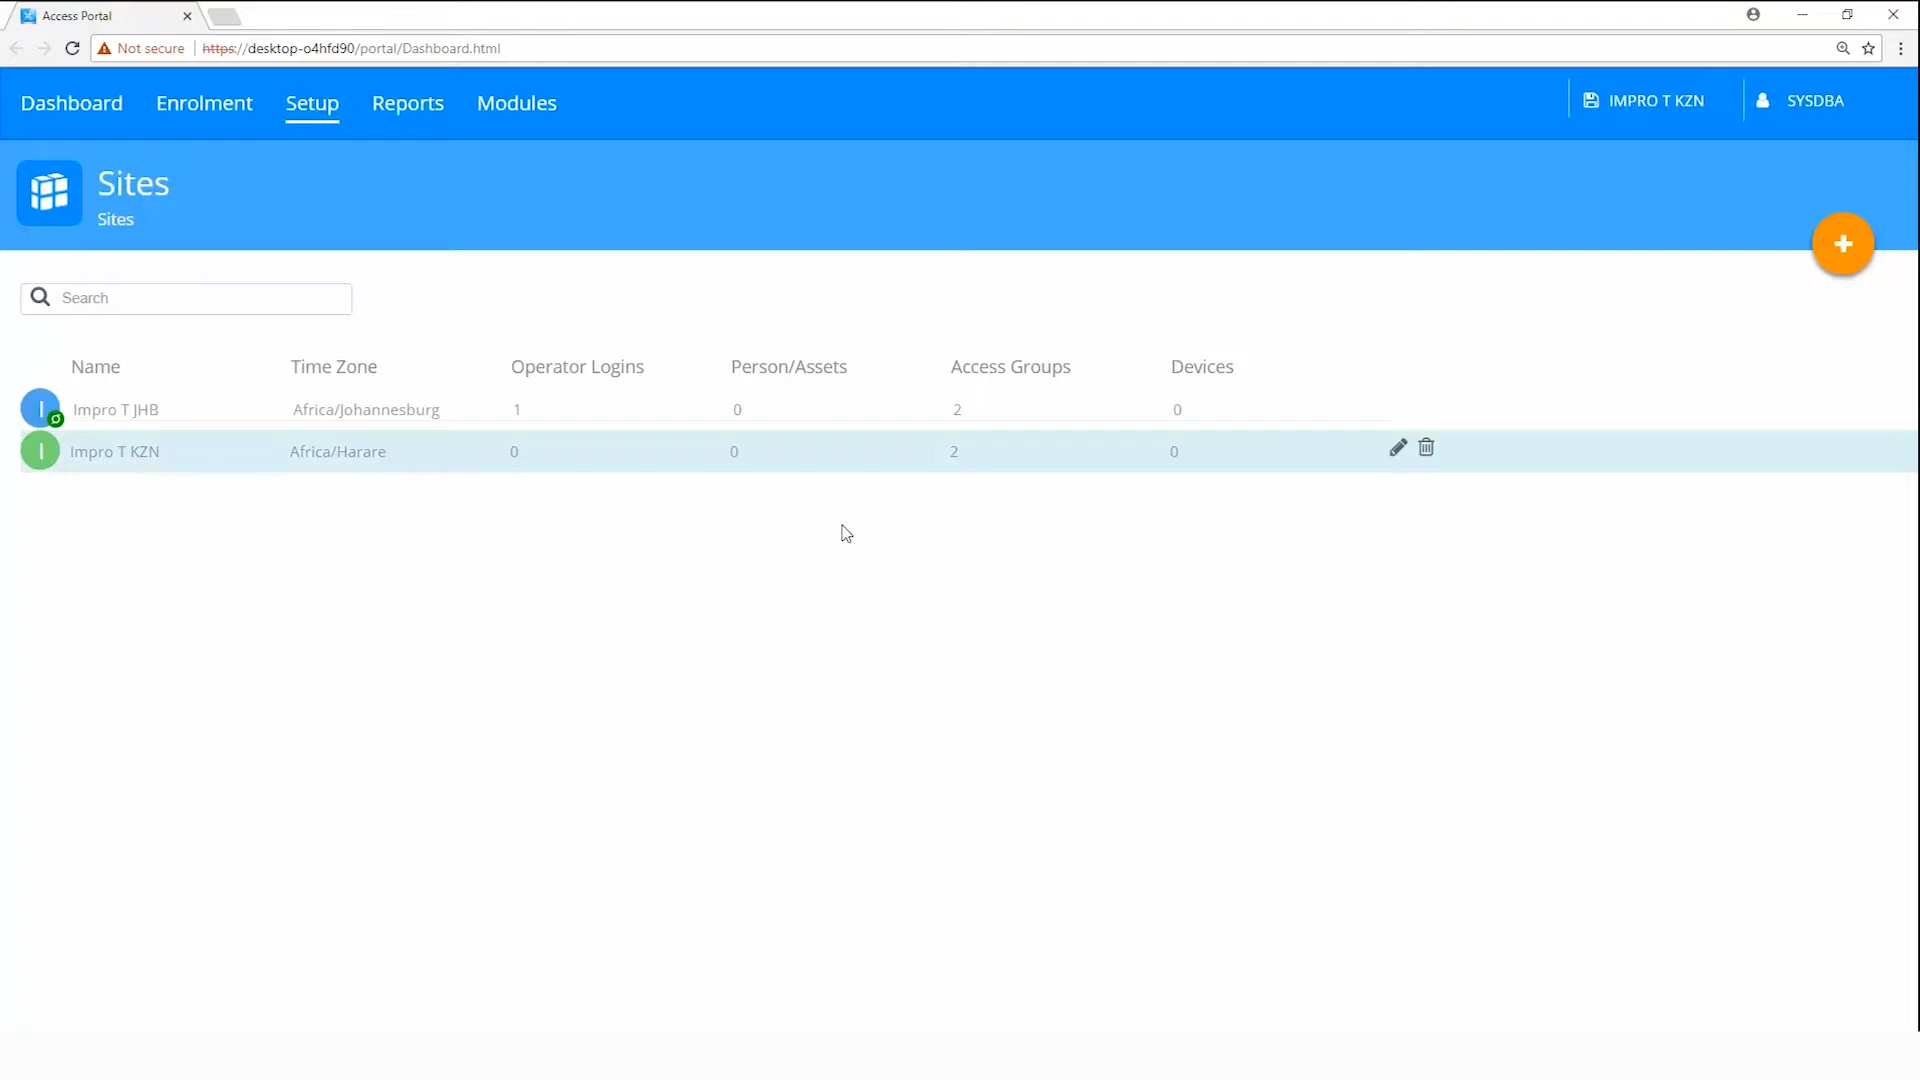 Access Portal
Not secure https://desktop-o4hfd90/portal/Dashboard.html
Dashboard Enrolment Setup Reports Modules IMPRO T KZN SYSDBA
Sites
Sites
Search
Name Time Zone Operator Logins Person/Assets Access Groups Devices
I Impro T JHB Africa/Johannesburg 1 0 2 0
I Impro T KZN Africa/Harare 0 0 2 0